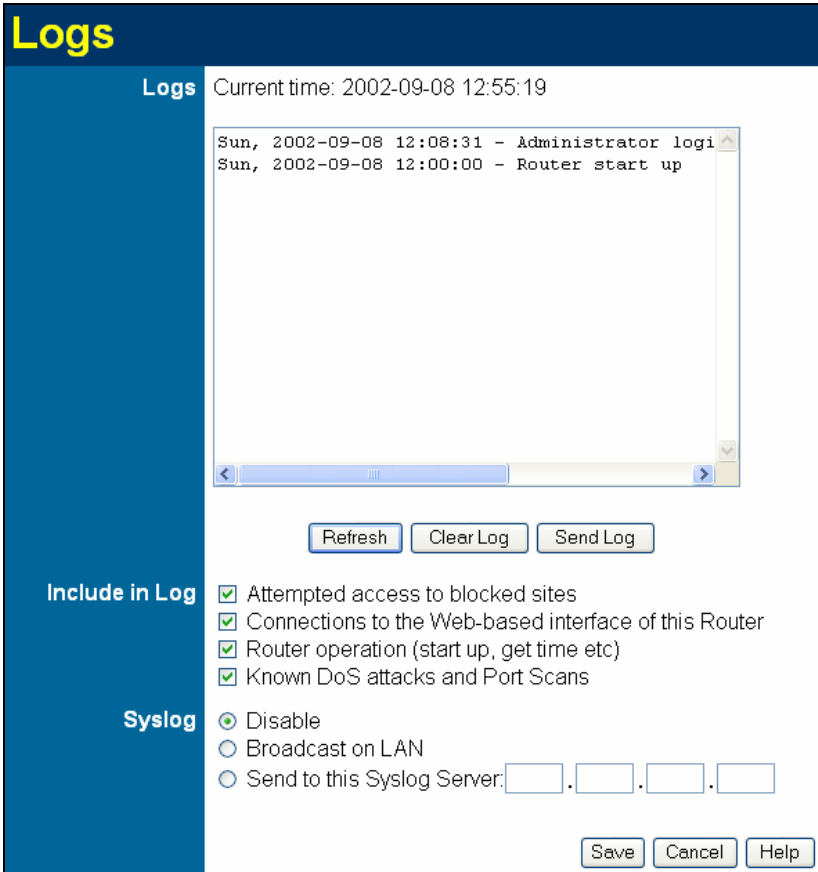 Logs
Logs Current time: 2002-09-08 12:55:19
Sun, 2002-09-08 12:08:31 - Administrator logi
Sun, 2002-09-08 12:00:00 - Router start up
Refresh Clear Log Send Log
Include in Log Attempted access to blocked sites
Connections to the Web-based interface of this Router
Router operation (start up, get time etc)
Known DoS attacks and Port Scans
Syslog Disable
Broadcast on LAN
Send to this Syslog Server: . . .
Save Cancel Help